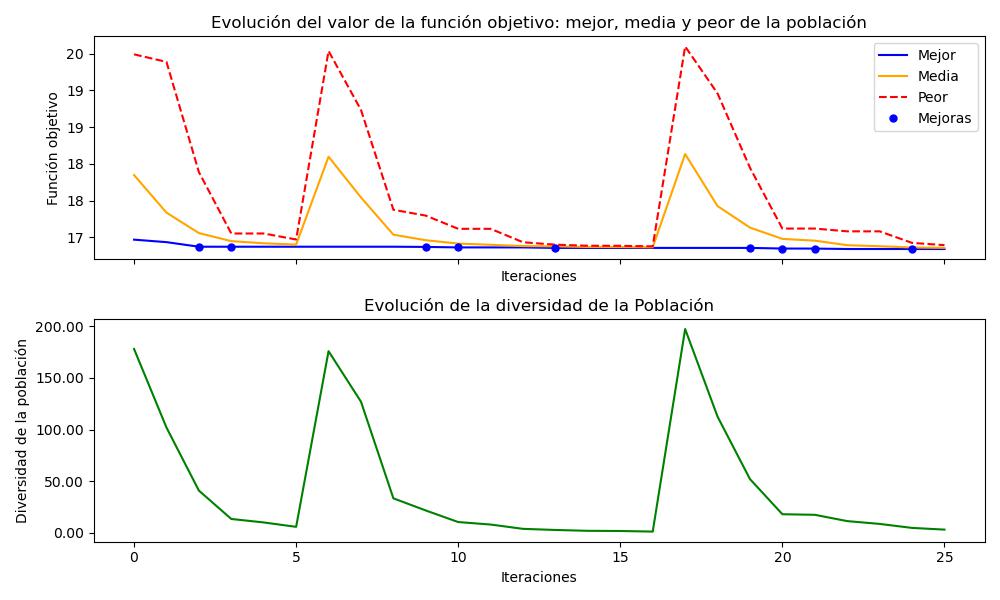 Evolución del valor de la función objetivo: mejor, media y peor de la población
20
19
19
18
18
17
Función objetivo
Mejor
Media
Peor
Mejoras
Iteraciones
Evolución de la diversidad de la Población
200.00
150.00
100.00
50.00
0.00
Diversidad de la población
0 5 10 15 20 25
Iteraciones